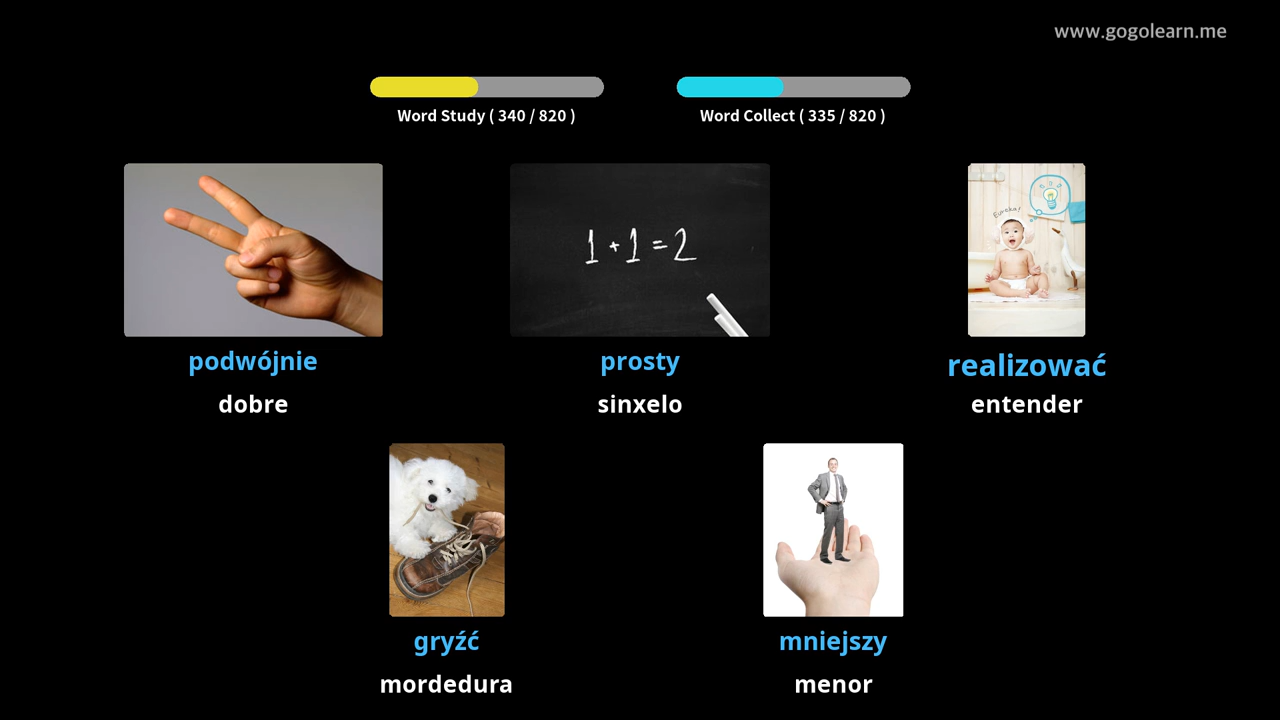 www.gogolearn.me
Word Study ( 340 / 820 )
Word Collect ( 335 / 820 )
1+1=2
Eureka!
podwójnie
prosty
realizować
dobre
sinxelo
entender
gryźć
mniejszy
mordedura
menor